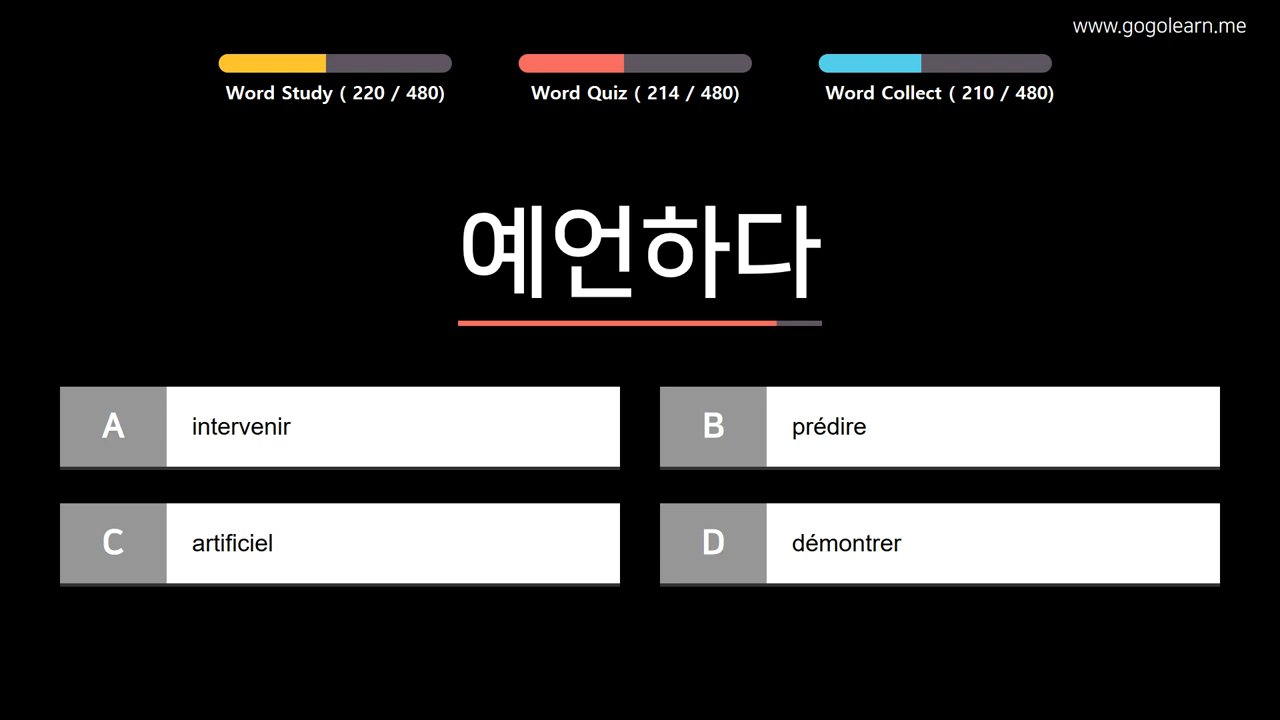 www.gogolearn.me
Word Study ( 220 / 480)
Word Quiz ( 214 / 480)
Word Collect ( 210 / 480)
예언하다
A intervenir
B prédire
C artificiel
D démontrer